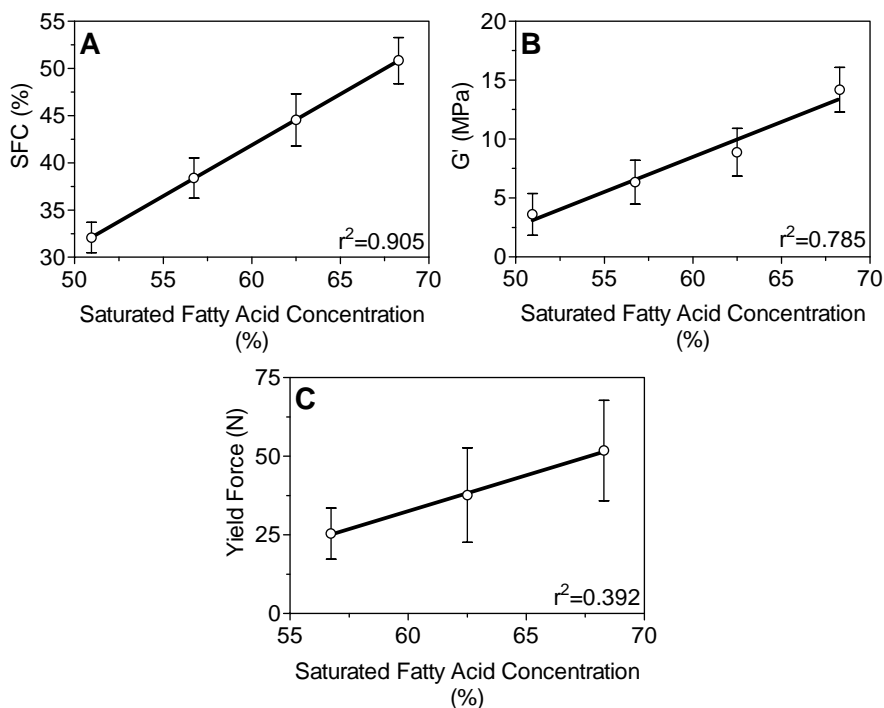 A
SFC (%)
55
50
45
40
35
30
r²=0.905
50 55 60 65 70
Saturated Fatty Acid Concentration
(%)
B
G' (MPa)
20
15
10
5
0
r²=0.785
50 55 60 65 70
Saturated Fatty Acid Concentration
(%)
C
Yield Force (N)
75
50
25
0
r²=0.392
55 60 65 70
Saturated Fatty Acid Concentration
(%)